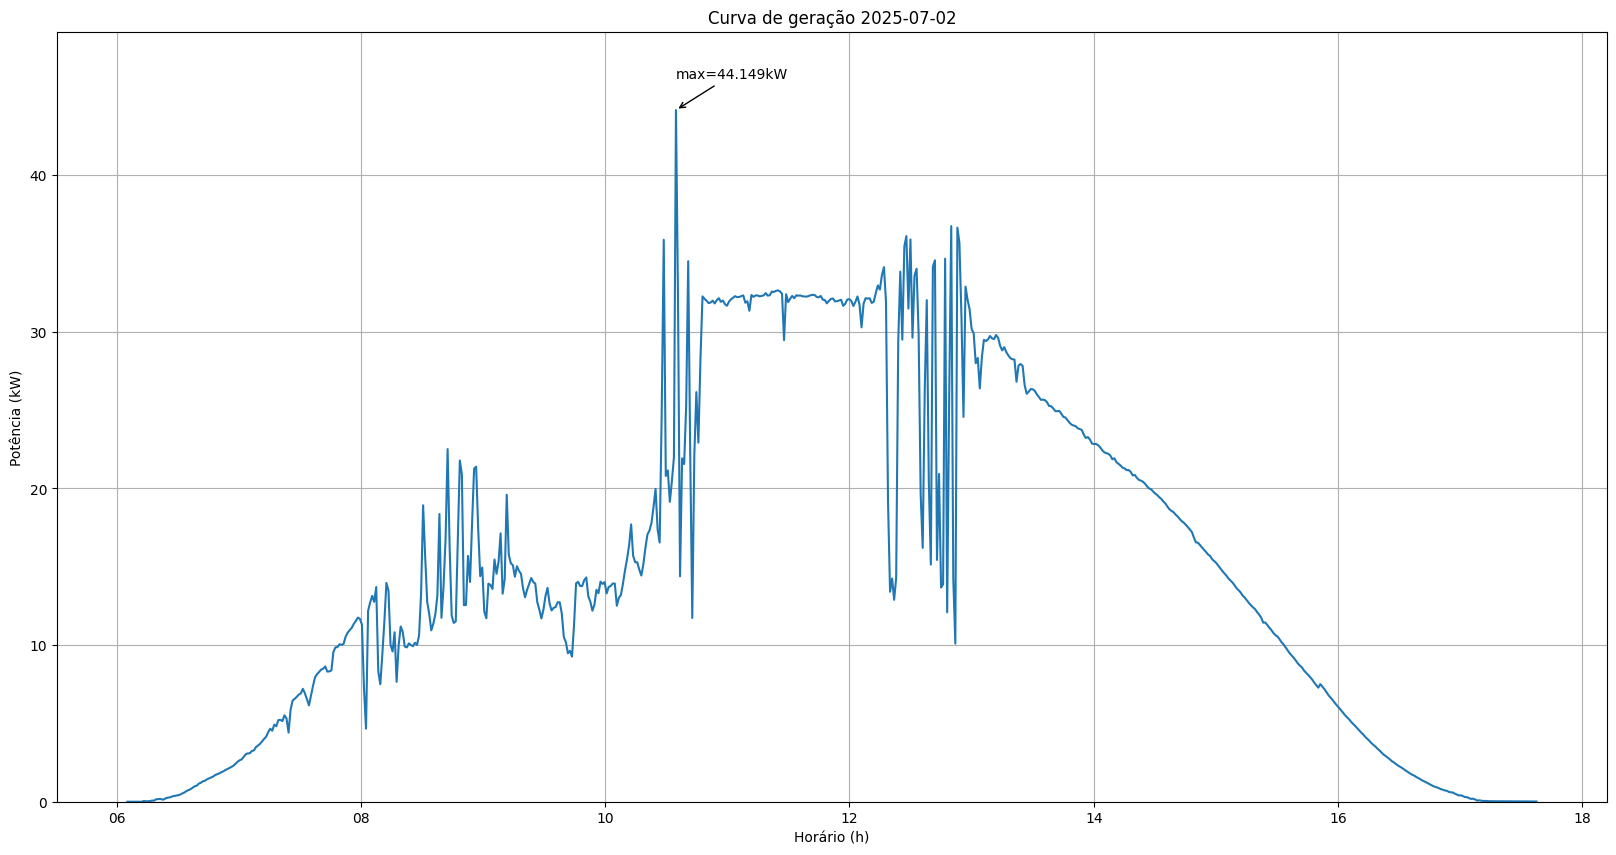 Curva de geração 2025-07-02
max=44.149kW
40
30
20
10
0
Potência (kW)
06 08 10 12 14 16 18
Horário (h)